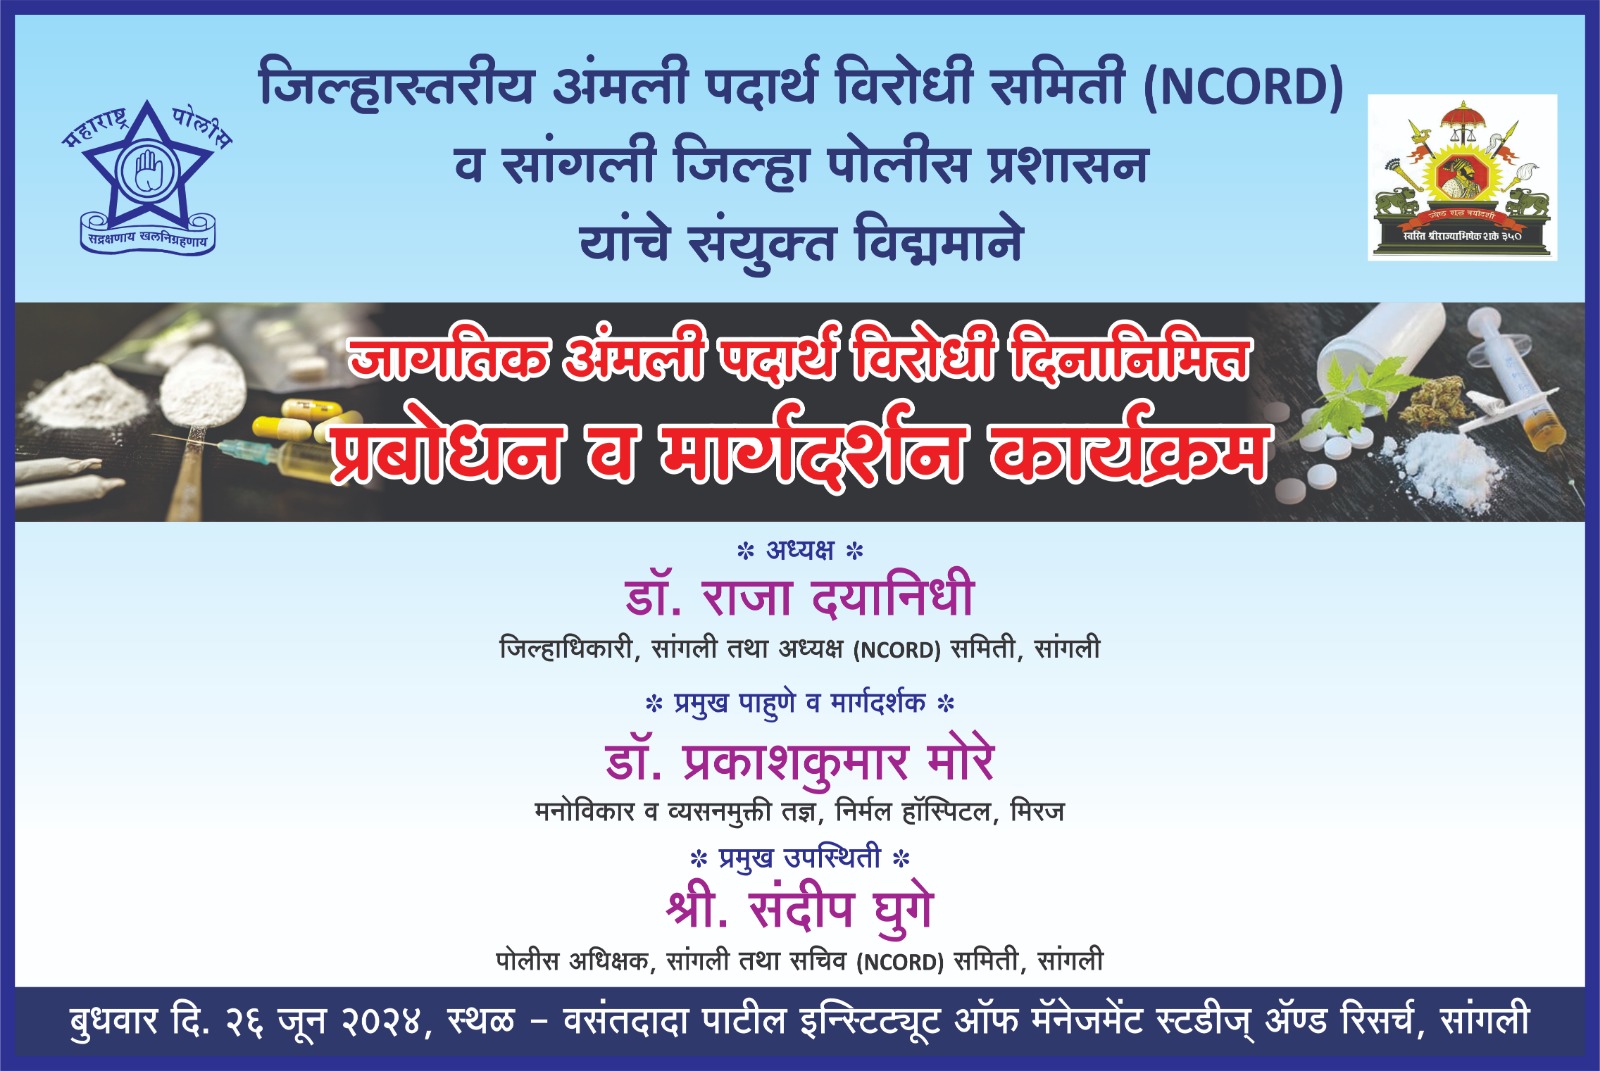 जिल्हास्तरीय अंमली पदार्थ विरोधी समिती (NCORD)
व सांगली जिल्हा पोलीस प्रशासन
यांचे संयुक्त विद्यमाने
महाराष्ट्र पोलीस
सद्रक्षणाय खलनिग्रहणाय
ज्येष्ठ शुद्ध त्रयोदशी
स्वस्ति श्रीराज्याभिषेक शके ३५०
जागतिक अंमली पदार्थ विरोधी दिनानिमित्त
प्रबोधन व मार्गदर्शन कार्यक्रम
* अध्यक्ष *
डॉ. राजा दयानिधी
जिल्हाधिकारी, सांगली तथा अध्यक्ष (NCORD) समिती, सांगली
* प्रमुख पाहुणे व मार्गदर्शक *
डॉ. प्रकाशकुमार मोरे
मनोविकार व व्यसनमुक्ती तज्ञ, निर्मल हॉस्पिटल, मिरज
* प्रमुख उपस्थिती *
श्री. संदीप घुगे
पोलीस अधिक्षक, सांगली तथा सचिव (NCORD) समिती, सांगली
बुधवार दि. २६ जून २०२४, स्थळ – वसंतदादा पाटील इन्स्टिट्यूट ऑफ मॅनेजमेंट स्टडीज् ॲण्ड रिसर्च, सांगली